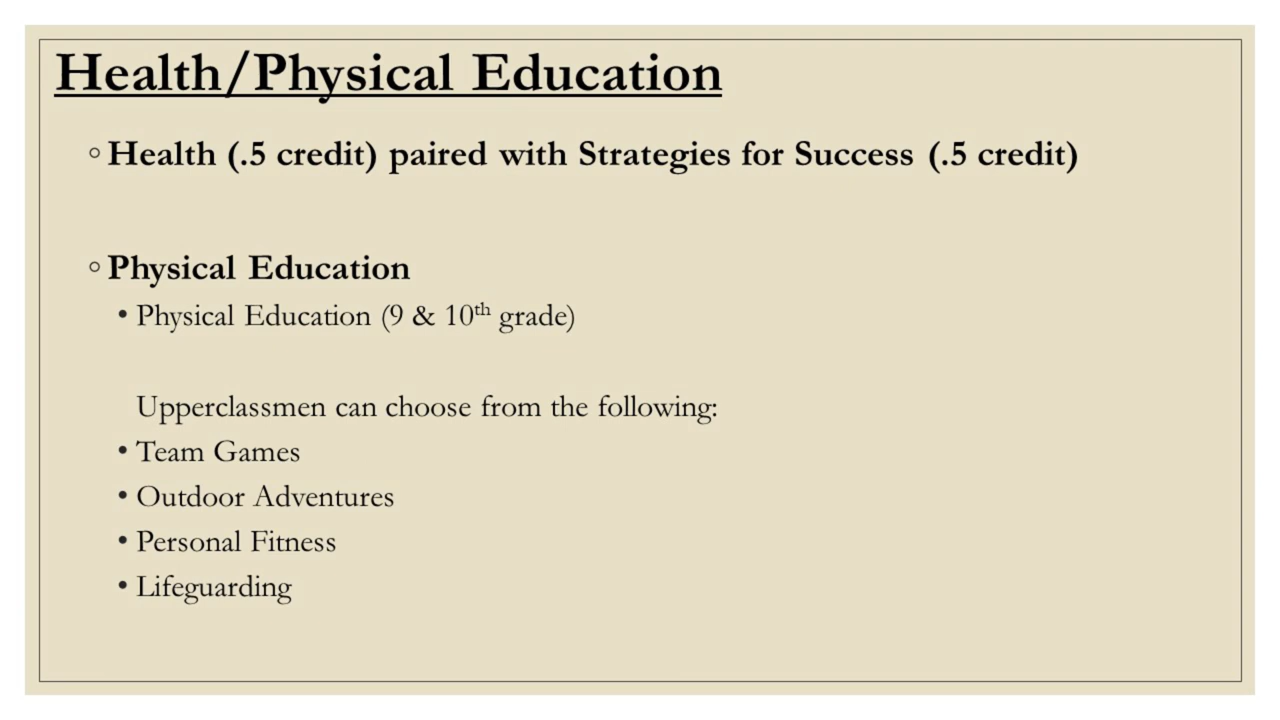 Health/Physical Education
◦ Health (.5 credit) paired with Strategies for Success (.5 credit)
◦ Physical Education
• Physical Education (9 & 10th grade)
Upperclassmen can choose from the following:
• Team Games
• Outdoor Adventures
• Personal Fitness
• Lifeguarding